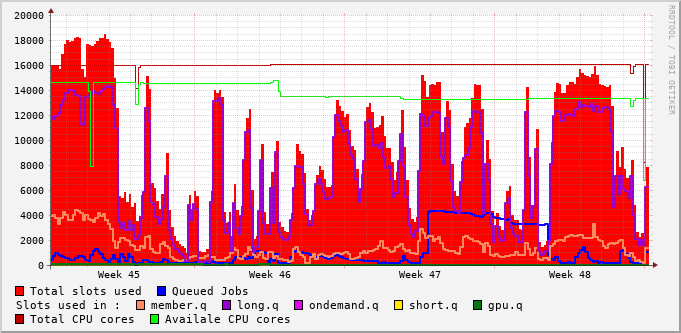 20000
18000
16000
14000
12000
10000
8000
6000
4000
2000
0
Week 45 Week 46 Week 47 Week 48
Total slots used Queued Jobs
Slots used in : member.q long.q ondemand.q short.q gpu.q
Total CPU cores Availale CPU cores
RRDTOOL / TOBI OETIKER